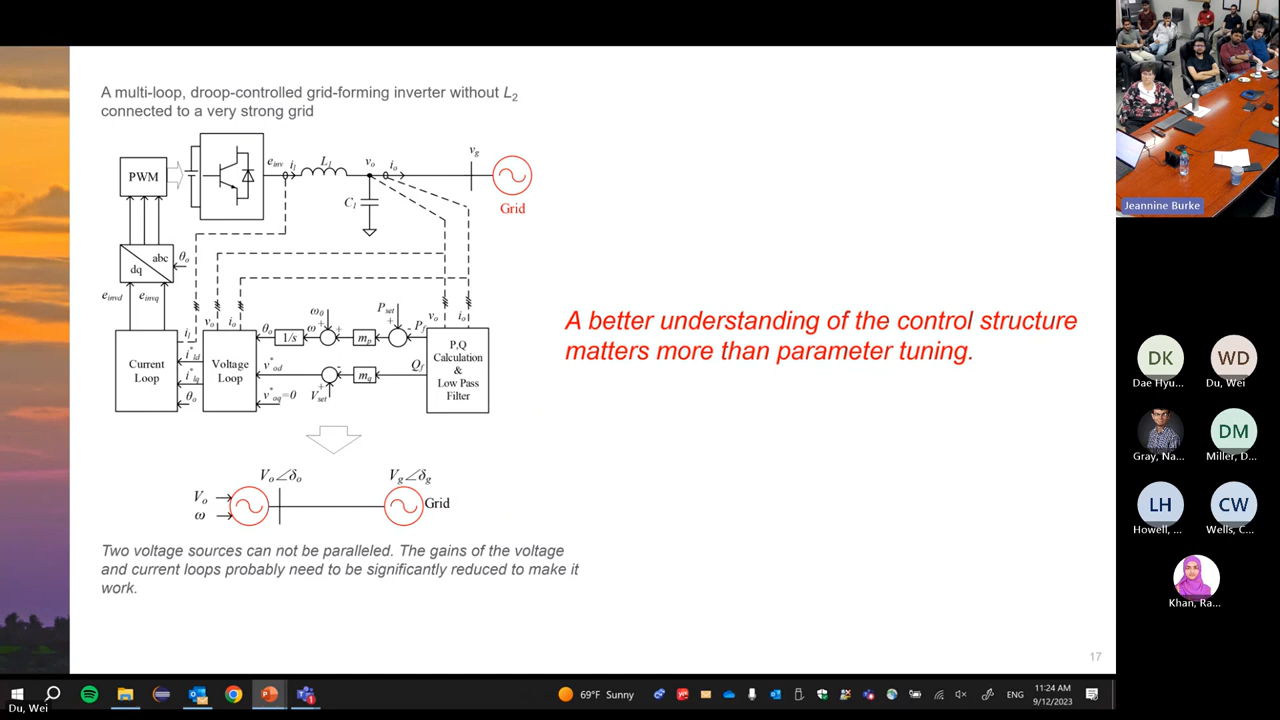 A multi-loop, droop-controlled grid-forming inverter without L2
connected to a very strong grid
PWM
einv
il
L1
vo
io
vg
C1
Grid
abc
dq
θo
einvd
einvq
il
vo
io
ω0
Pset
vo
io
θo
1/s
ω
+
+
mp
+
-
Pf
Current
Loop
i*ld
i*lq
θo
Voltage
Loop
v*od
v*oq=0
-
+
Vset
mq
Qf
P,Q
Calculation
&
Low Pass
Filter
Vo∠δo
Vg∠δg
Vo
ω
Grid
Two voltage sources can not be paralleled. The gains of the voltage
and current loops probably need to be significantly reduced to make it
work.
A better understanding of the control structure
matters more than parameter tuning.
17
Jeannine Burke
DK
Dae Hyu...
WD
Du, Wei
Gray, Na...
DM
Miller, D...
LH
Howell, ...
CW
Wells, C...
Khan, Ra...
69°F Sunny
ENG
11:24 AM
9/12/2023
Du, Wei